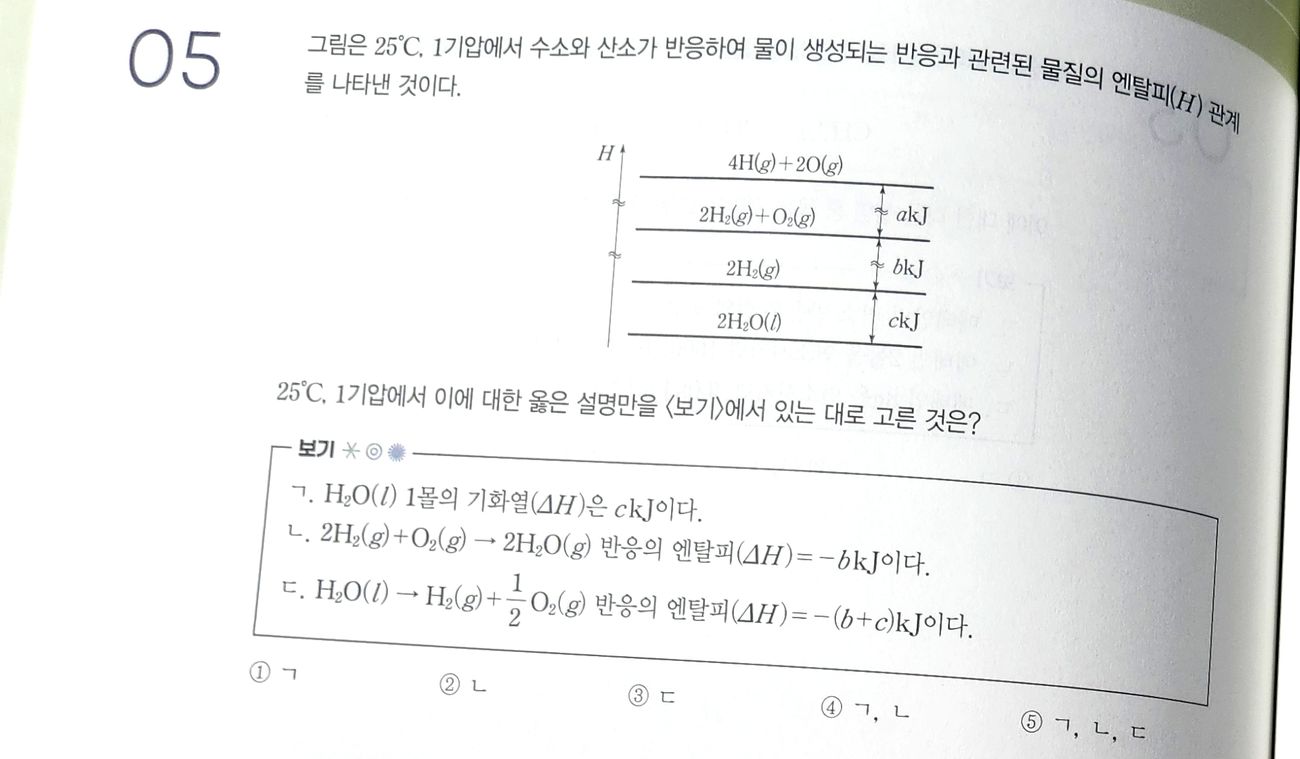 05
그림은 25℃, 1기압에서 수소와 산소가 반응하여 물이 생성되는 반응과 관련된 물질의 엔탈피(H) 관계
를 나타낸 것이다.
H
4H(g)+2O(g)
akJ
2H₂(g)+O₂(g)
bkJ
2H₂(g)
ckJ
2H₂O(l)
25℃, 1기압에서 이에 대한 옳은 설명만을 〈보기〉에서 있는 대로 고른 것은?
보기
ㄱ. H₂O(l) 1몰의 기화열(ΔH)은 ckJ이다.
ㄴ. 2H₂(g)+O₂(g) → 2H₂O(g) 반응의 엔탈피(ΔH)=-bkJ이다.
ㄷ. H₂O(l) → H₂(g)+1/2 O₂(g) 반응의 엔탈피(ΔH)=-(b+c)kJ이다.
① ㄱ ② ㄴ ③ ㄷ ④ ㄱ, ㄴ ⑤ ㄱ, ㄴ, ㄷ